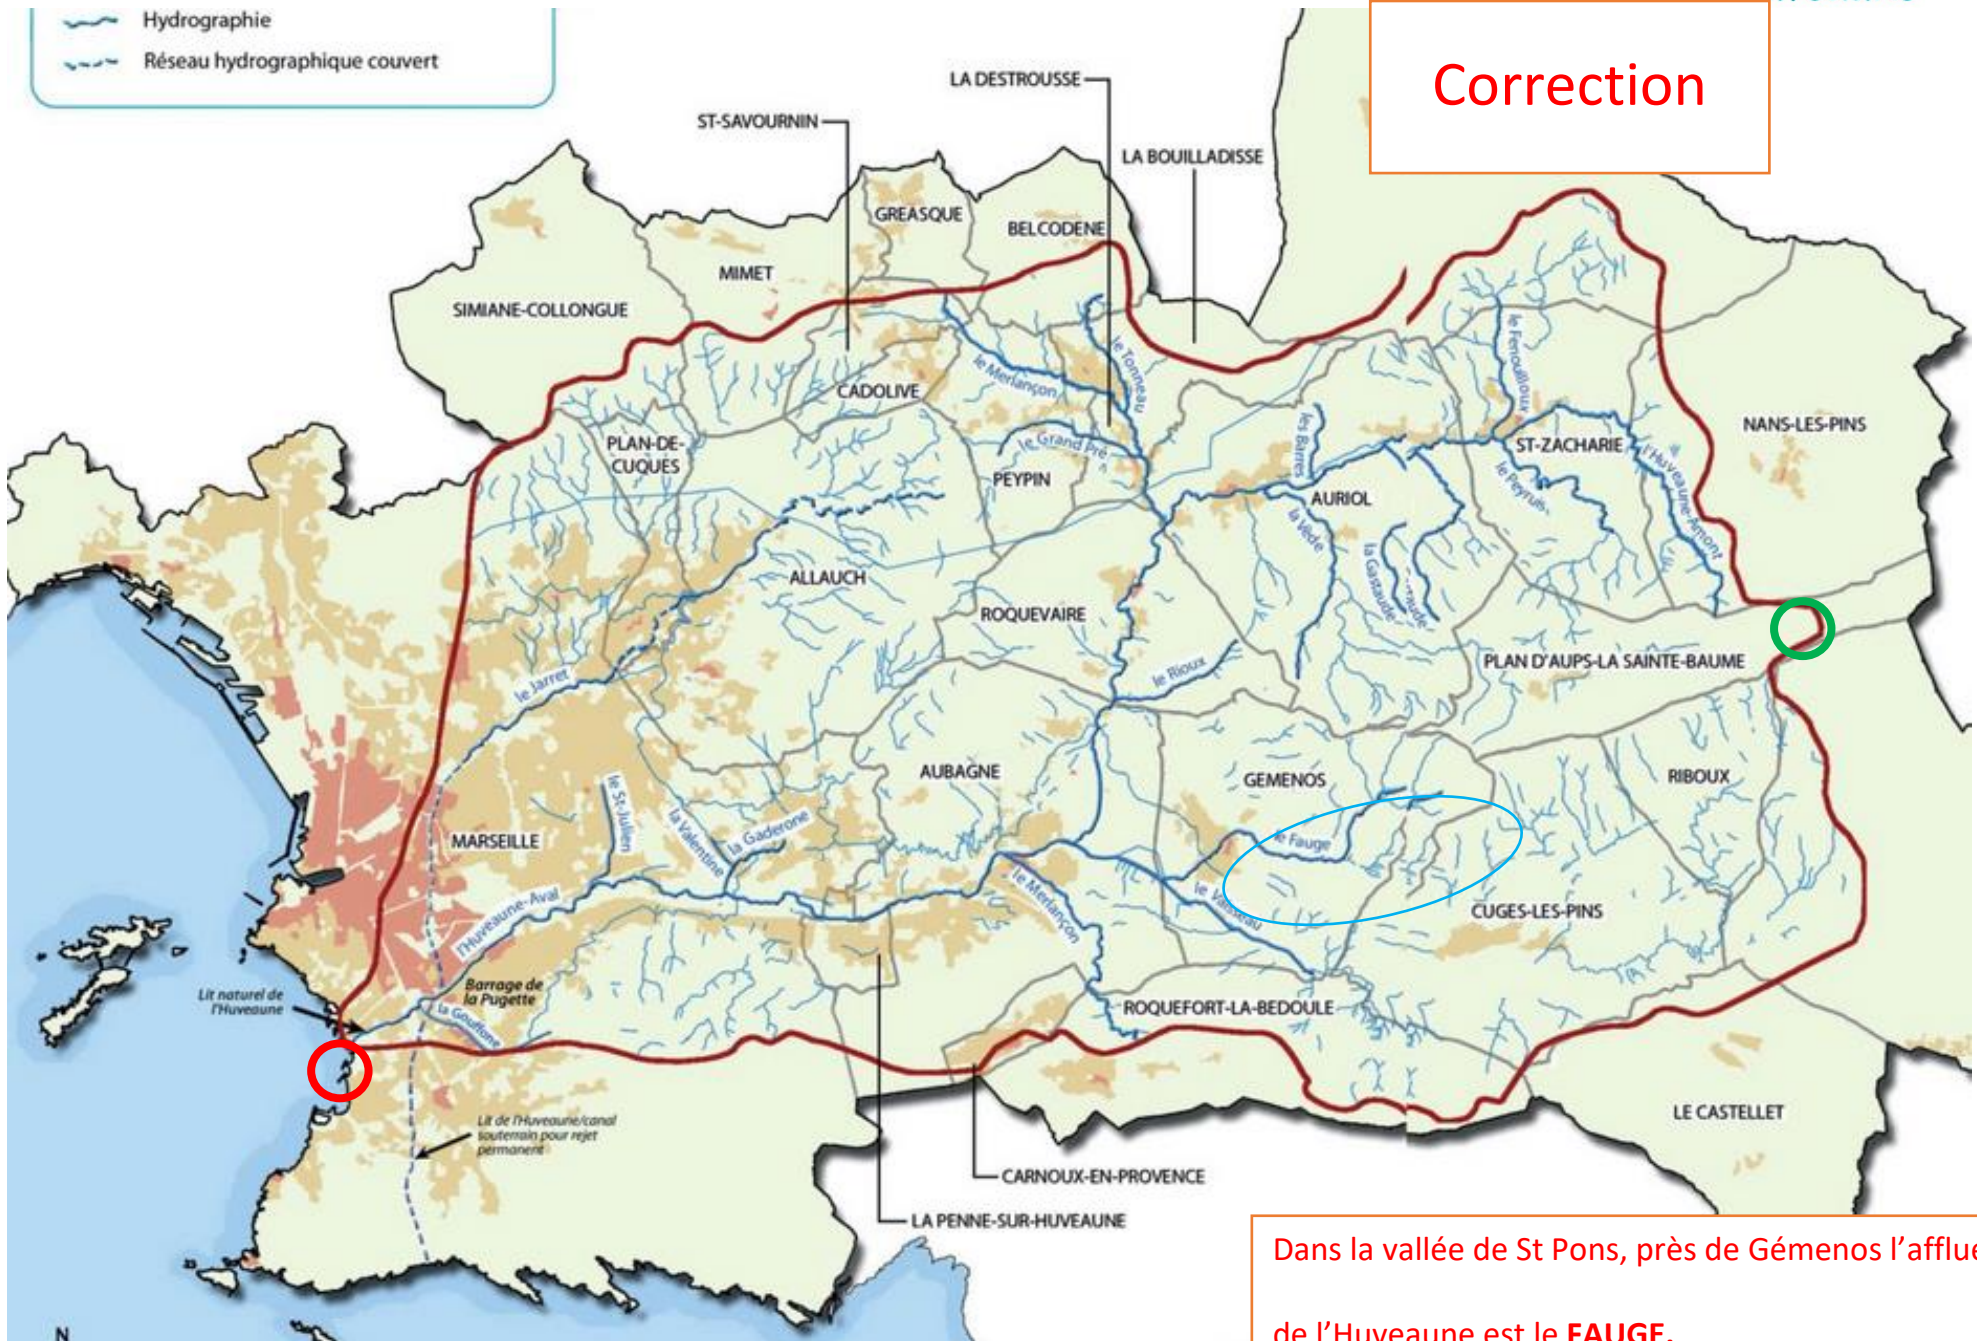 Hydrographie
Réseau hydrographique couvert
Correction
LA DESTROUSSE
ST-SAVOURNIN
LA BOUILLADISSE
GREASQUE
BELCODENE
MIMET
SIMIANE-COLLONGUE
le Fenouilloux
le Tonneau
le Merlançon
CADOLIVE
les Barres
NANS-LES-PINS
PLAN-DE-
CUQUES
le Grand Pré
ST-ZACHARIE
l'Huveaune-Amont
PEYPIN
le Peyruis
AURIOL
la Vède
la Gastaude
ALLAUCH
ROQUEVAIRE
PLAN D'AUPS-LA SAINTE-BAUME
le Jarret
le Rioux
AUBAGNE
GEMENOS
RIBOUX
le St-Julien
la Valentine
la Gaderone
MARSEILLE
le Fauge
le Merlançon
le Vaisseau
CUGES-LES-PINS
l'Huveaune-Aval
Barrage de
la Pugette
Lit naturel de
l'Huveaune
la Gouffone
ROQUEFORT-LA-BEDOULE
Lit de l'Huveaune/canal
souterrain pour rejet
permanent
LE CASTELLET
CARNOUX-EN-PROVENCE
LA PENNE-SUR-HUVEAUNE
Dans la vallée de St Pons, près de Gémenos l'afflue
de l'Huveaune est le FAUGE.
N